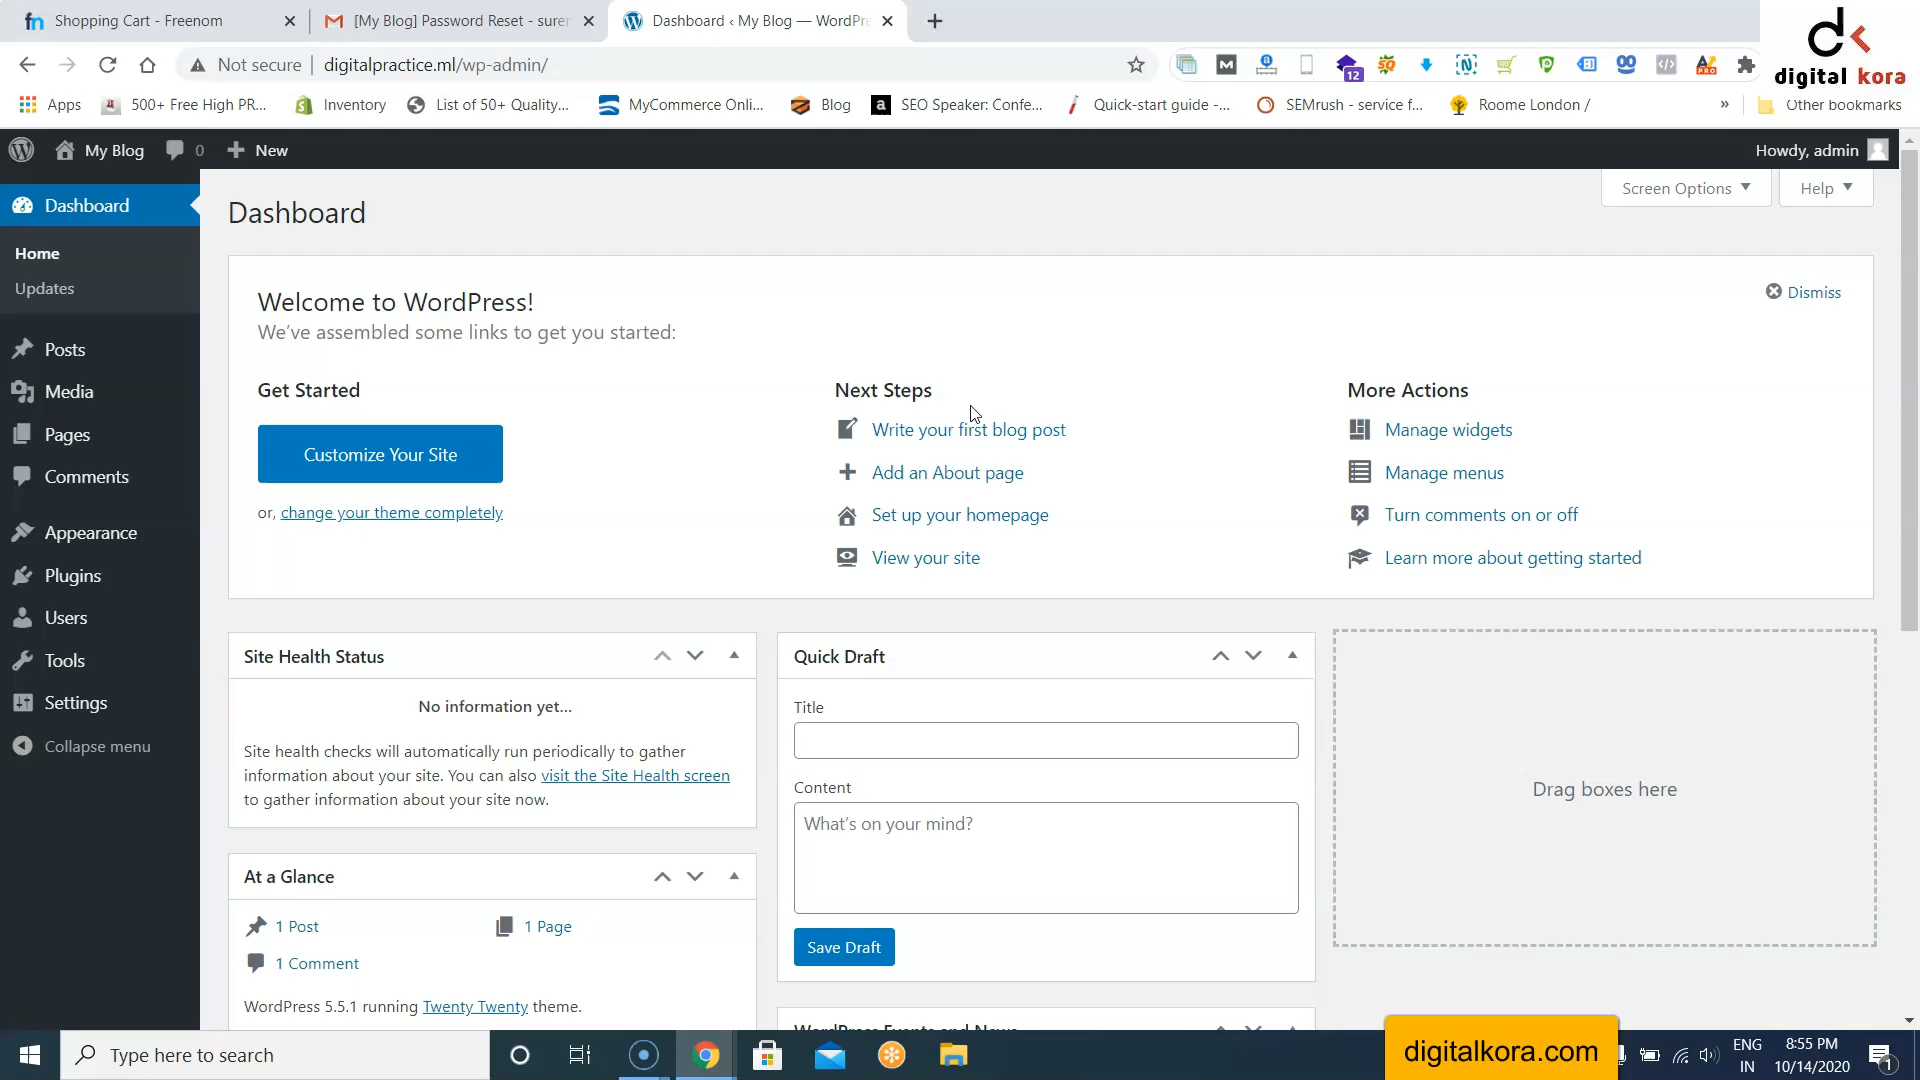 Shopping Cart - Freenom
[My Blog] Password Reset - suren
Dashboard ‹ My Blog — WordPre
Not secure | digitalpractice.ml/wp-admin/
12
PRO
dk
digital kora
Apps
500+ Free High PR...
Inventory
List of 50+ Quality...
MyCommerce Onli...
Blog
SEO Speaker: Confe...
Quick-start guide -...
SEMrush - service f...
Roome London /
»
Other bookmarks
My Blog
0
New
Howdy, admin
Dashboard
Home
Updates
Posts
Media
Pages
Comments
Appearance
Plugins
Users
Tools
Settings
Collapse menu
Screen Options
Help
Dashboard
Welcome to WordPress!
We've assembled some links to get you started:
Dismiss
Get Started
Customize Your Site
or, change your theme completely
Next Steps
Write your first blog post
Add an About page
Set up your homepage
View your site
More Actions
Manage widgets
Manage menus
Turn comments on or off
Learn more about getting started
Site Health Status
No information yet...
Site health checks will automatically run periodically to gather
information about your site. You can also visit the Site Health screen
to gather information about your site now.
At a Glance
1 Post
1 Page
1 Comment
WordPress 5.5.1 running Twenty Twenty theme.
Quick Draft
Title
Content
What's on your mind?
Save Draft
WordPress Events and News
Drag boxes here
Type here to search
digitalkora.com
ENG
IN
8:55 PM
10/14/2020
1